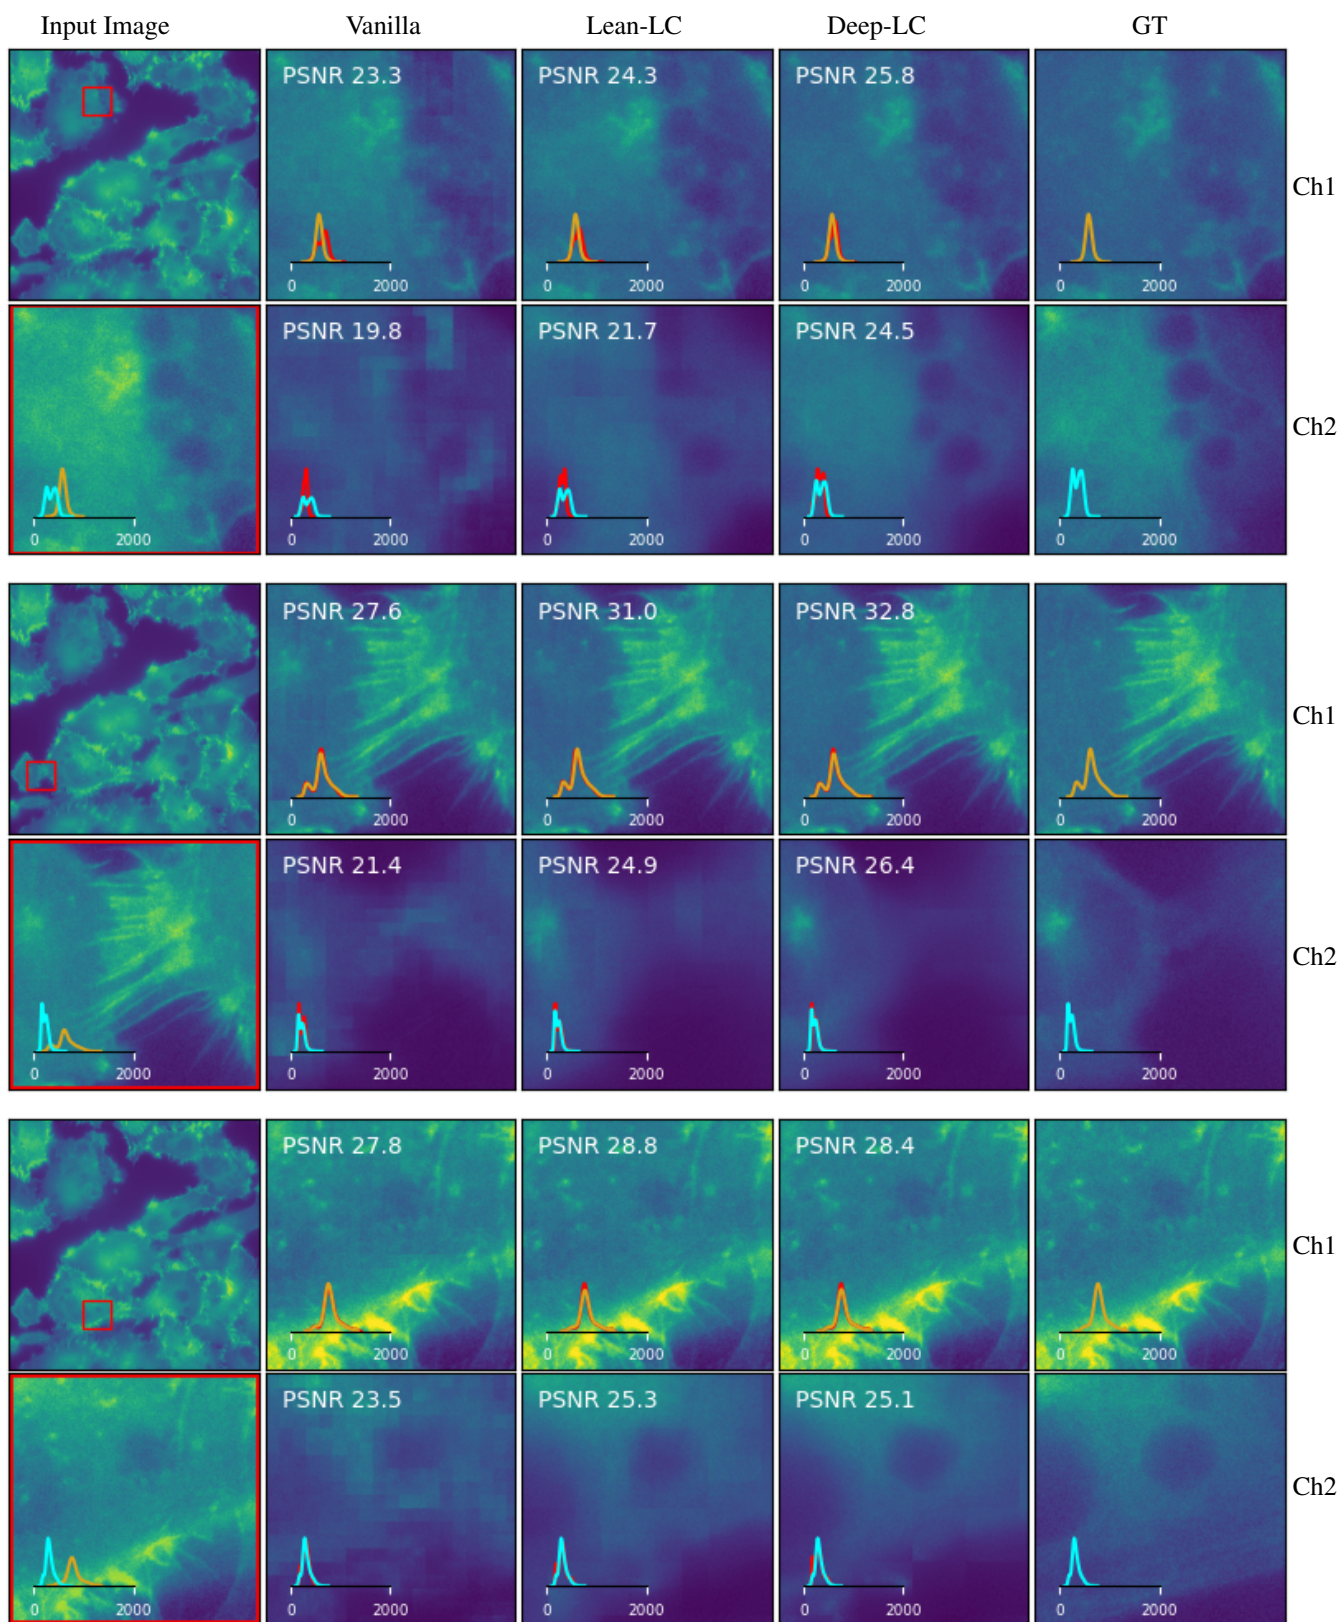 Input Image Vanilla Lean-LC Deep-LC GT
PSNR 23.3 PSNR 24.3 PSNR 25.8
Ch1
0 2000 0 2000 0 2000 0 2000
PSNR 19.8 PSNR 21.7 PSNR 24.5
Ch2
0 2000 0 2000 0 2000 0 2000 0 2000
PSNR 27.6 PSNR 31.0 PSNR 32.8
Ch1
0 2000 0 2000 0 2000 0 2000
PSNR 21.4 PSNR 24.9 PSNR 26.4
Ch2
0 2000 0 2000 0 2000 0 2000 0 2000
PSNR 27.8 PSNR 28.8 PSNR 28.4
Ch1
0 2000 0 2000 0 2000 0 2000
PSNR 23.5 PSNR 25.3 PSNR 25.1
Ch2
0 2000 0 2000 0 2000 0 2000 0 2000